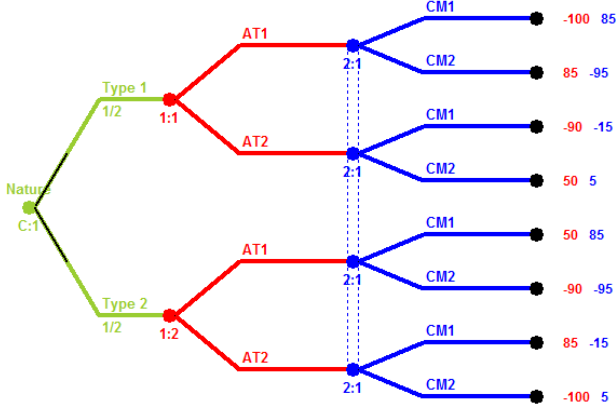 CM1
-100 85
AT1
2:1
CM2
85 -95
Type 1
1/2
1:1
CM1
-90 -15
AT2
2:1
CM2
50 5
Nature
C:1
CM1
50 85
AT1
2:1
CM2
-90 -95
Type 2
1/2
1:2
CM1
85 -15
AT2
2:1
CM2
-100 5